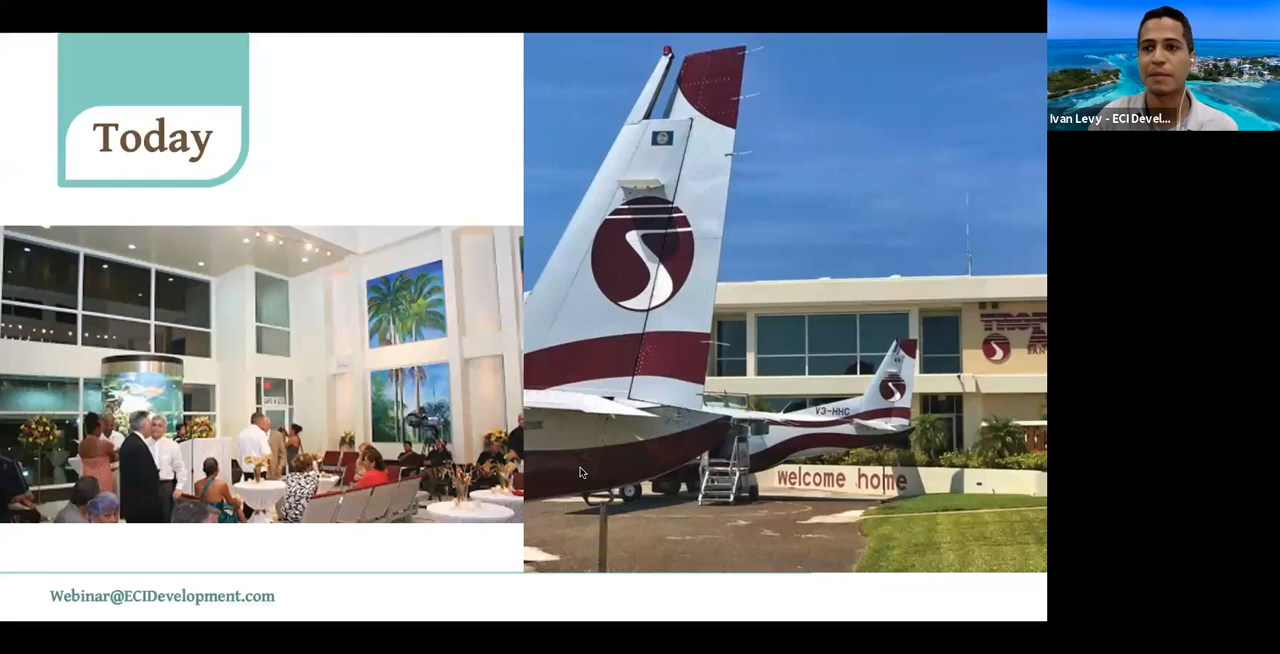 Today
V3-HHC
welcome home
Webinar@ECIDevelopment.com
Ivan Levy - ECI Devel...